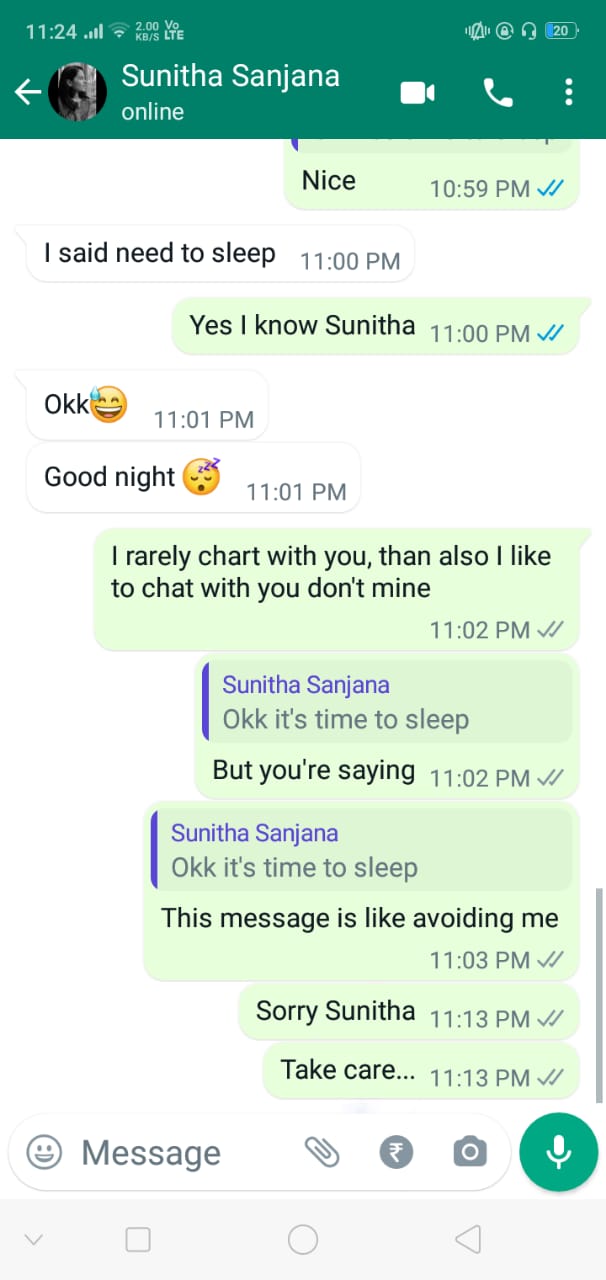 11:24 2.00 KB/S Vo LTE 20
Sunitha Sanjana
online
Nice 10:59 PM
I said need to sleep 11:00 PM
Yes I know Sunitha 11:00 PM
Okk😅 11:01 PM
Good night 😴 11:01 PM
I rarely chart with you, than also I like
to chat with you don't mine
11:02 PM
Sunitha Sanjana
Okk it's time to sleep
But you're saying 11:02 PM
Sunitha Sanjana
Okk it's time to sleep
This message is like avoiding me
11:03 PM
Sorry Sunitha 11:13 PM
Take care... 11:13 PM
Message